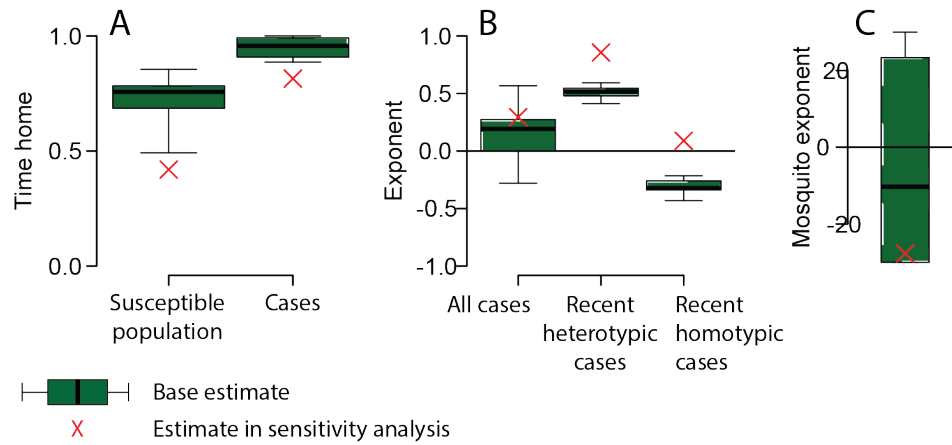 A
B
C
Time home
1.0
0.5
0.0
Susceptible
population
Cases
Exponent
1.0
0.5
0.0
-0.5
-1.0
All cases
Recent
heterotypic
cases
Recent
homotypic
cases
Mosquito exponent
20
0
-20
Base estimate
Estimate in sensitivity analysis